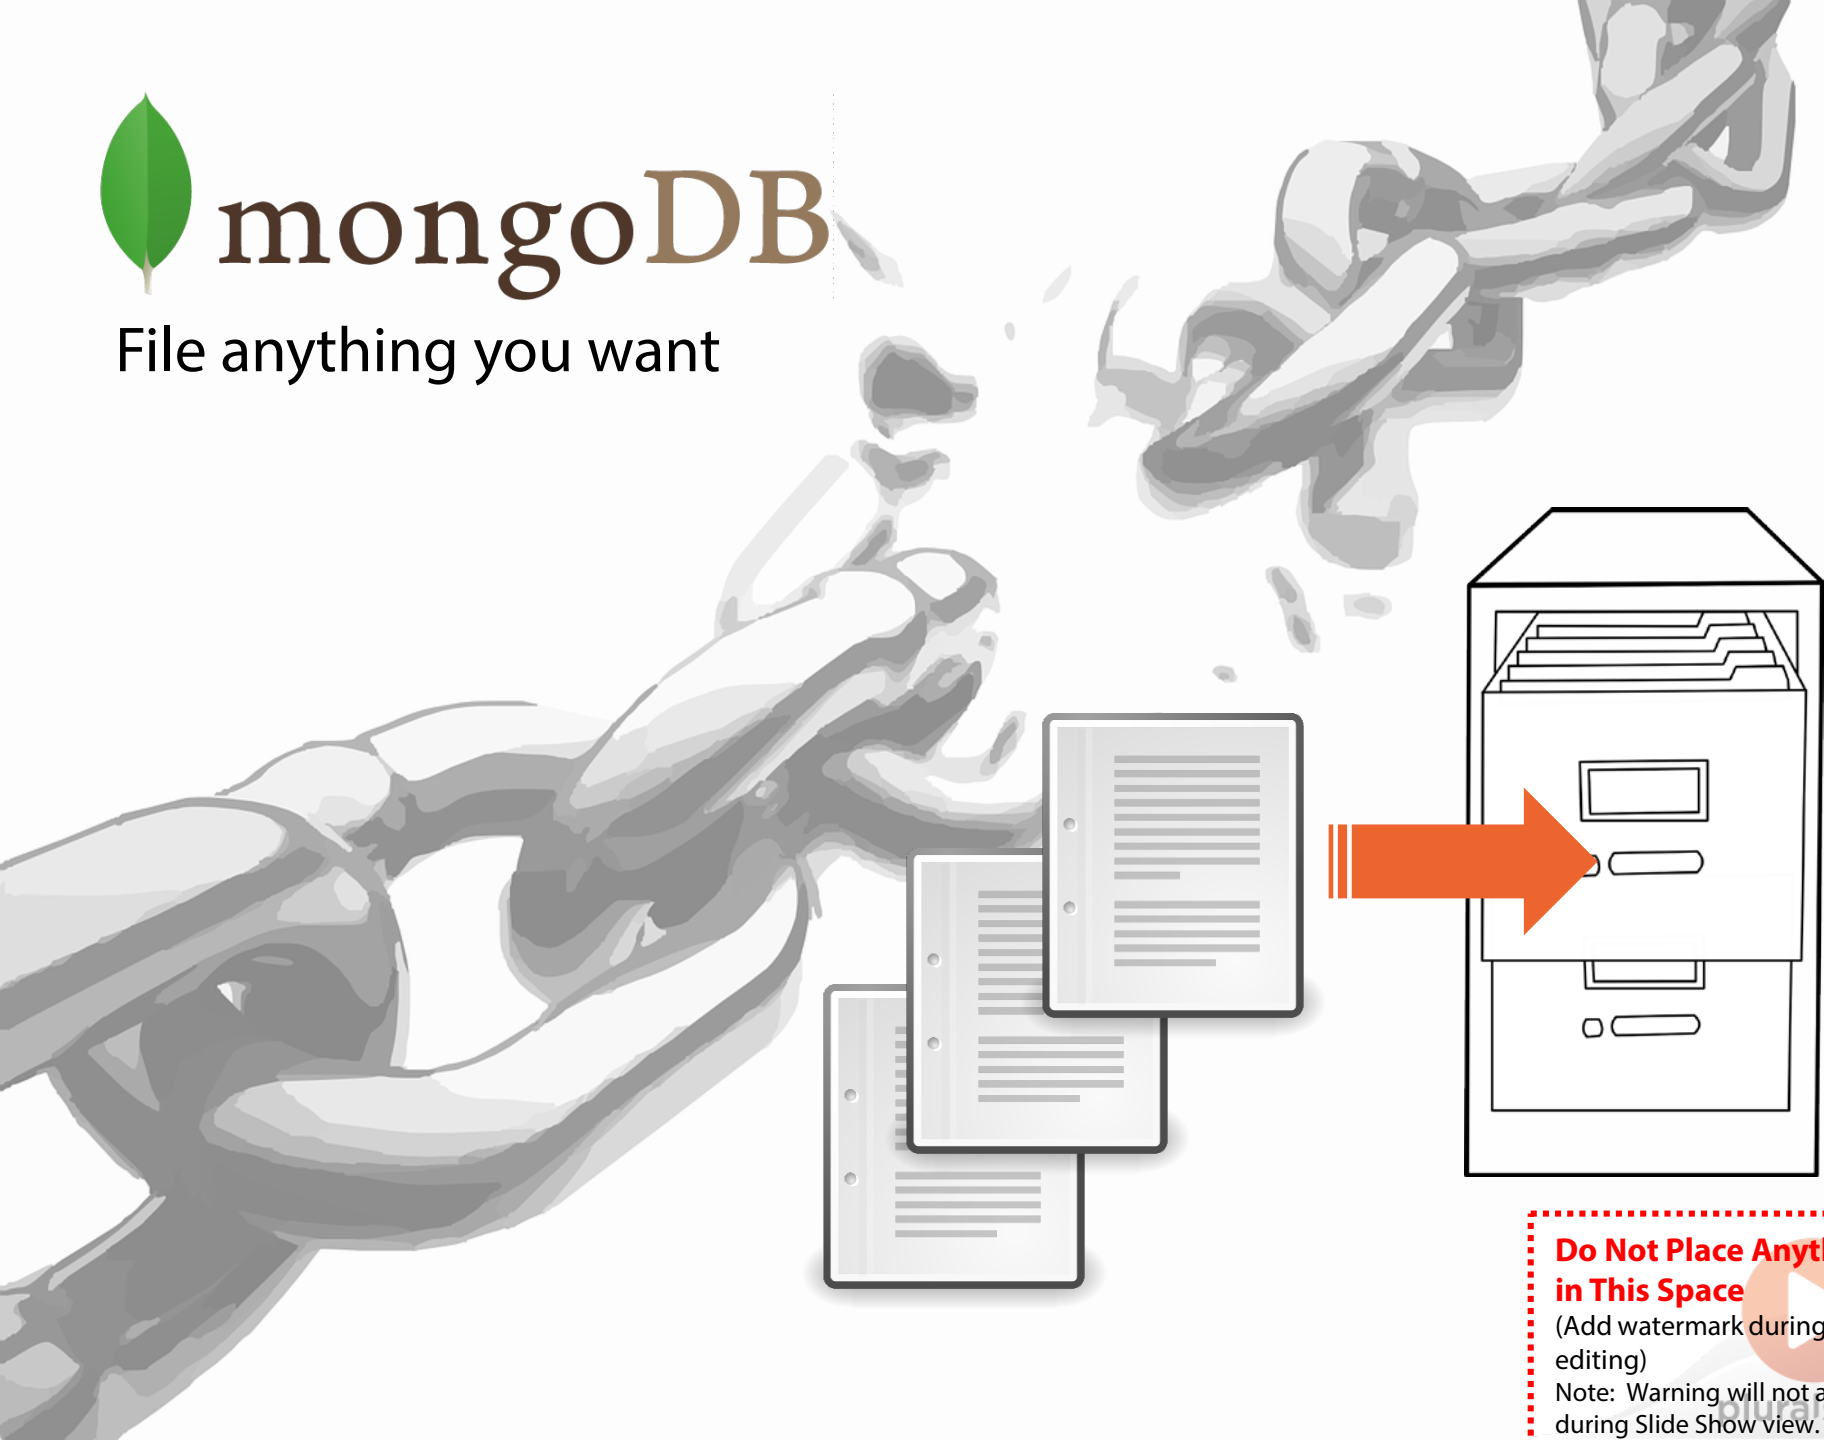 mongoDB
File anything you want
Do Not Place
in This Space
(Add watermark during
editing)
Note: Warning will not
during Slide Show view.